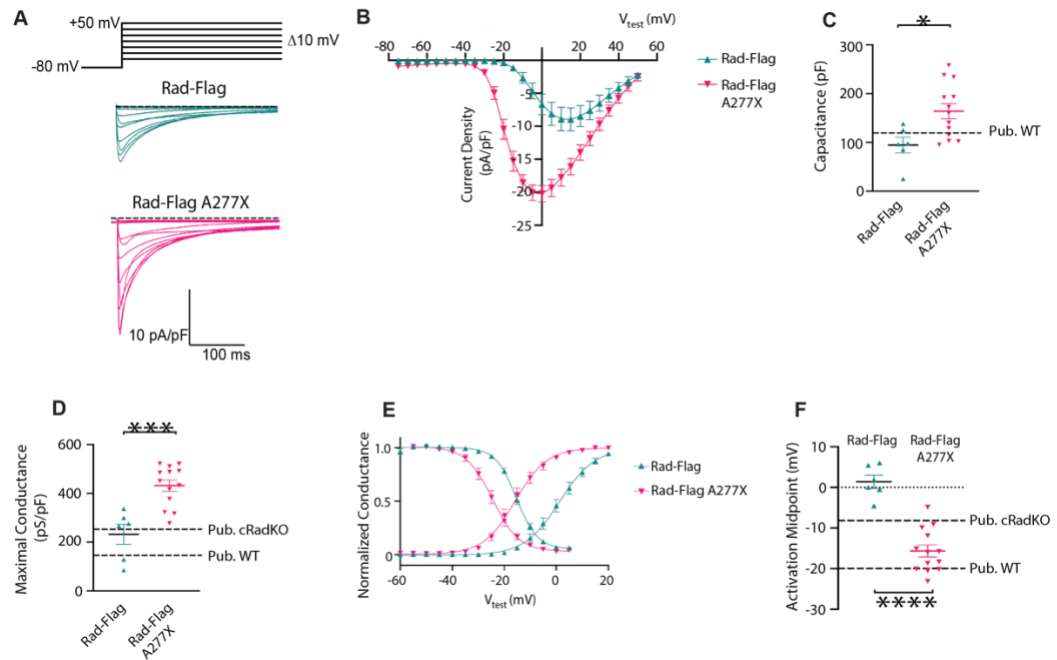 A
+50 mV
Δ10 mV
-80 mV
Rad-Flag
Rad-Flag A277X
10 pA/pF
100 ms
B
Vtest (mV)
-80 -60 -40 -20 0 20 40 60
-5
-10
-15
-20
-25
Current Density
(pA/pF)
Rad-Flag
Rad-Flag
A277X
C
*
300
200
100
0
Capacitance (pF)
Pub. WT
Rad-Flag
Rad-Flag
A277X
D
***
600
400
200
0
Maximal Conductance
(pS/pF)
Pub. cRadKO
Pub. WT
Rad-Flag
Rad-Flag
A277X
E
1.0
0.5
0
Normalized Conductance
-60 -40 -20 0 20
Vtest (mV)
Rad-Flag
Rad-Flag A277X
F
Rad-Flag
Rad-Flag
A277X
10
0
-10
-20
-30
Activation Midpoint (mV)
Pub. cRadKO
Pub. WT
****